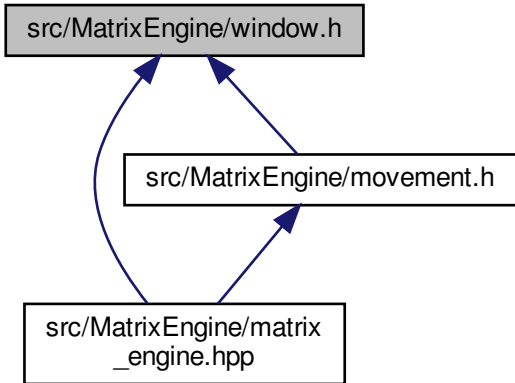 src/MatrixEngine/window.h
src/MatrixEngine/movement.h
src/MatrixEngine/matrix
_engine.hpp